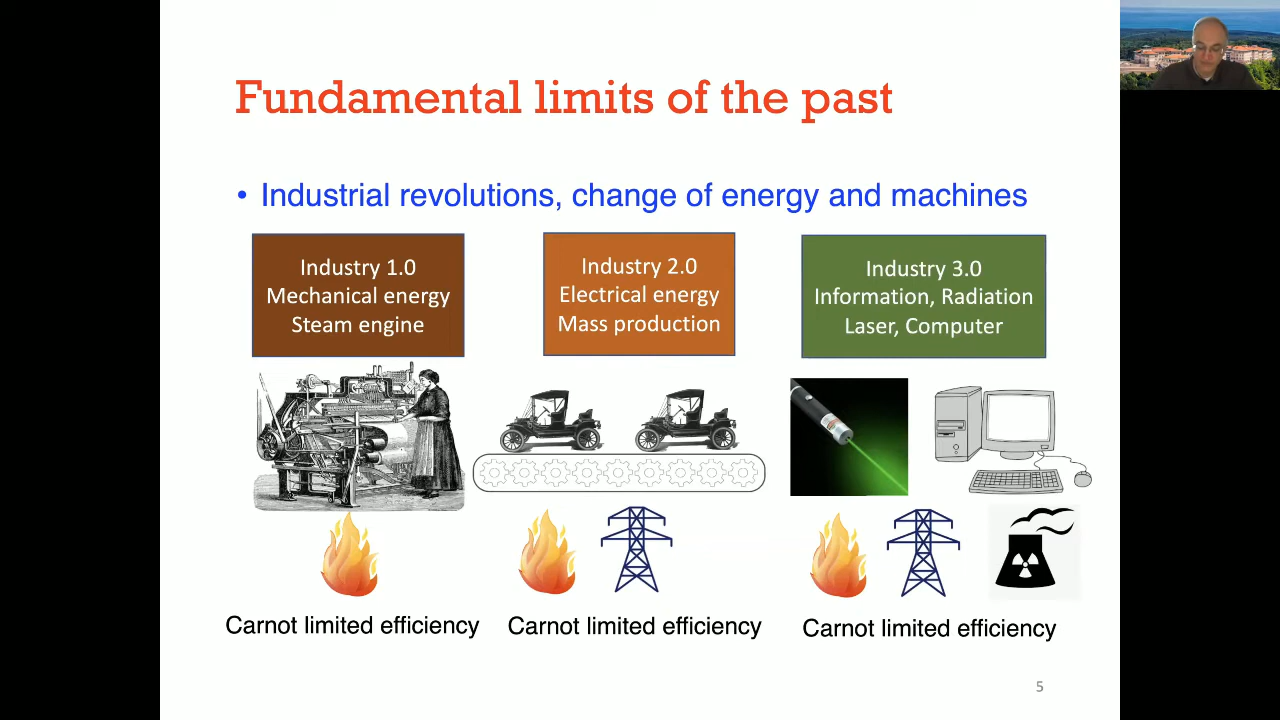 Fundamental limits of the past
• Industrial revolutions, change of energy and machines
Industry 1.0
Mechanical energy
Steam engine
Industry 2.0
Electrical energy
Mass production
Industry 3.0
Information, Radiation
Laser, Computer
Carnot limited efficiency
Carnot limited efficiency
Carnot limited efficiency
5